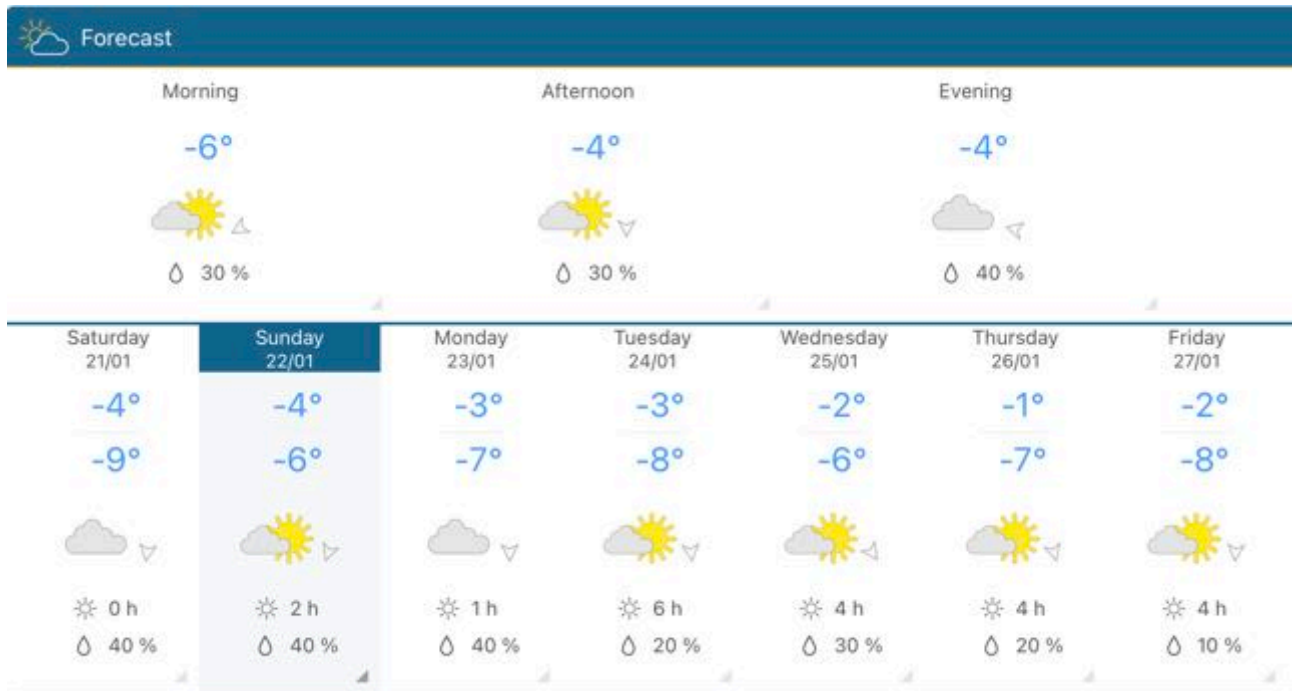 Forecast
Morning Afternoon Evening
-6° -4° -4°
30 % 30 % 40 %
Saturday Sunday Monday Tuesday Wednesday Thursday Friday
21/01 22/01 23/01 24/01 25/01 26/01 27/01
-4° -4° -3° -3° -2° -1° -2°
-9° -6° -7° -8° -6° -7° -8°
0 h 2 h 1 h 6 h 4 h 4 h 4 h
40 % 40 % 40 % 20 % 30 % 20 % 10 %